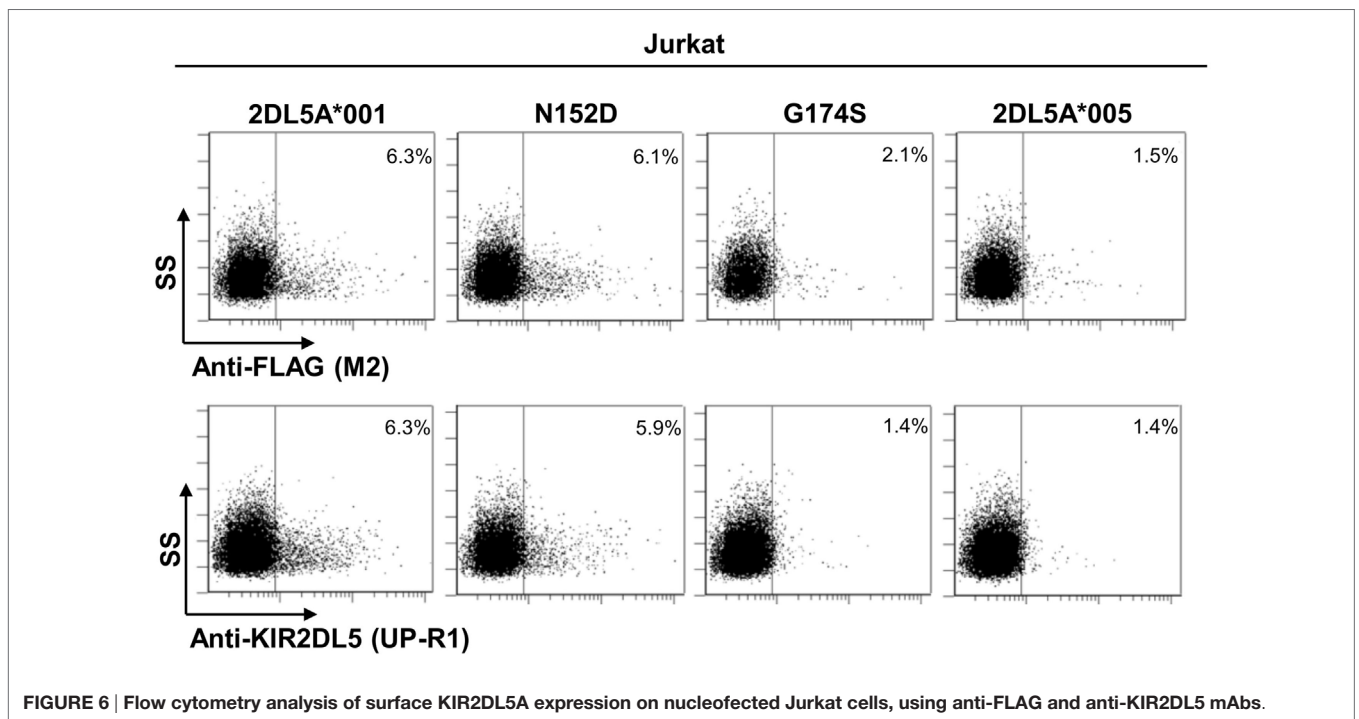 Jurkat
2DL5A*001 N152D G174S 2DL5A*005
6.3% 6.1% 2.1% 1.5%
SS
Anti-FLAG (M2)
6.3% 5.9% 1.4% 1.4%
SS
Anti-KIR2DL5 (UP-R1)
FIGURE 6 | Flow cytometry analysis of surface KIR2DL5A expression on nucleofected Jurkat cells, using anti-FLAG and anti-KIR2DL5 mAbs.